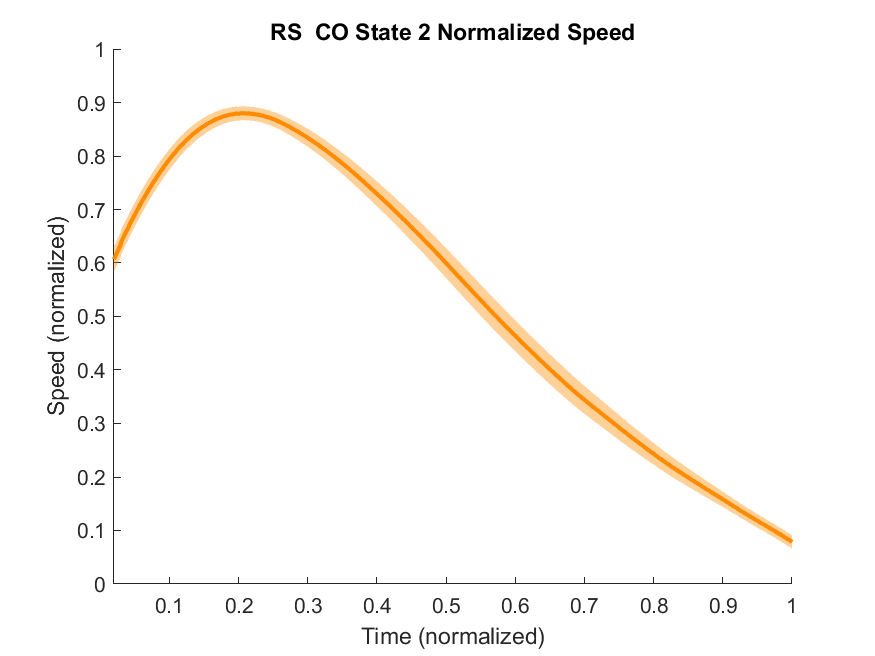 RS  CO State 2 Normalized Speed
1
0.9
0.8
0.7
0.6
0.5
0.4
0.3
0.2
0.1
0
Speed (normalized)
0.1 0.2 0.3 0.4 0.5 0.6 0.7 0.8 0.9 1
Time (normalized)